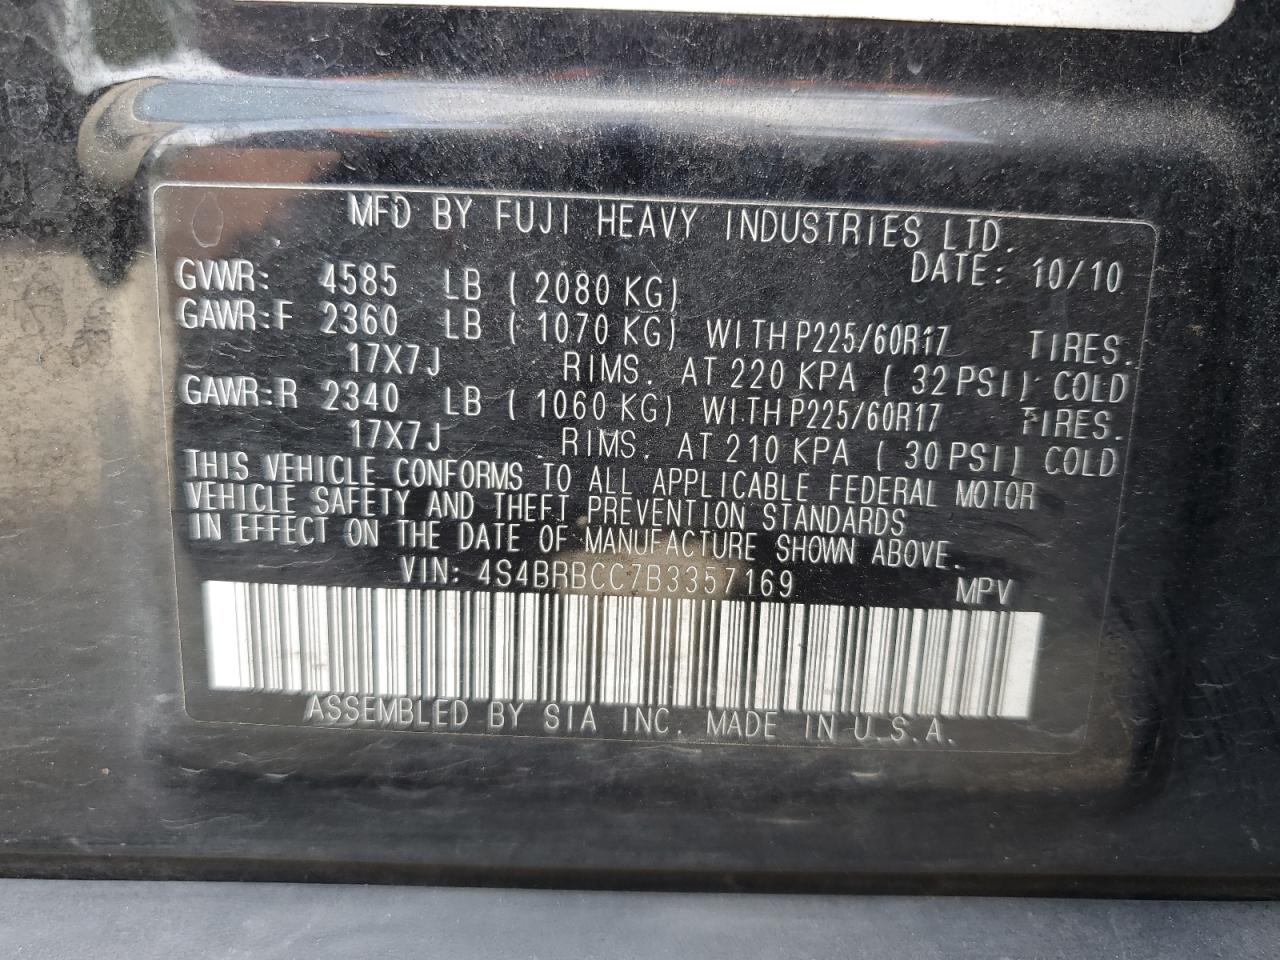 MFD BY FUJI HEAVY INDUSTRIES LTD.
DATE: 10/10
GVWR: 4585 LB ( 2080 KG)
GAWR:F 2360 LB ( 1070 KG) WITH P225/60R17 TIRES.
17X7J RIMS. AT 220 KPA ( 32 PSI) COLD
GAWR:R 2340 LB ( 1060 KG) WITH P225/60R17 TIRES.
17X7J RIMS. AT 210 KPA ( 30 PSI) COLD
THIS VEHICLE CONFORMS TO ALL APPLICABLE FEDERAL MOTOR
VEHICLE SAFETY AND THEFT PREVENTION STANDARDS
IN EFFECT ON THE DATE OF MANUFACTURE SHOWN ABOVE.
VIN: 4S4BRBCC7B3357169 MPV
ASSEMBLED BY SIA INC. MADE IN U.S.A.